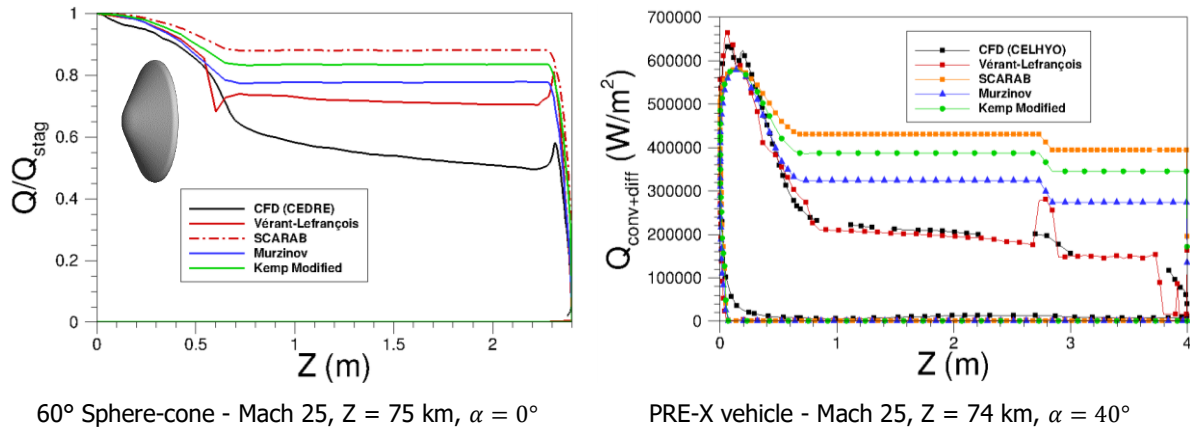 1
0.8
0.6
0.4
0.2
0
Q/Q_stag
CFD (CEDRE)
Vérant-Lefrançois
SCARAB
Murzinov
Kemp Modified
0 0.5 1 1.5 2
Z (m)
60° Sphere-cone - Mach 25, Z = 75 km, 𝛼 = 0°
700000
600000
500000
400000
300000
200000
100000
0
Q_conv+diff (W/m²)
CFD (CELHYO)
Vérant-Lefrançois
SCARAB
Murzinov
Kemp Modified
0 1 2 3 4
Z (m)
PRE-X vehicle - Mach 25, Z = 74 km, 𝛼 = 40°